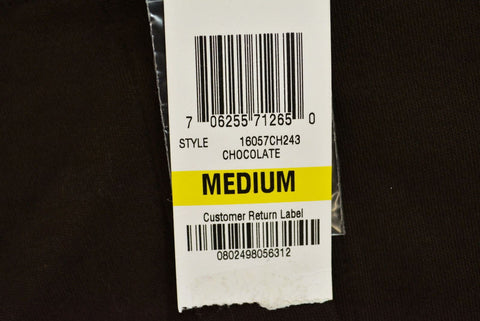 7 06255 71265 0
STYLE 16057CH243
CHOCOLATE
MEDIUM
Customer Return Label
0802498056312